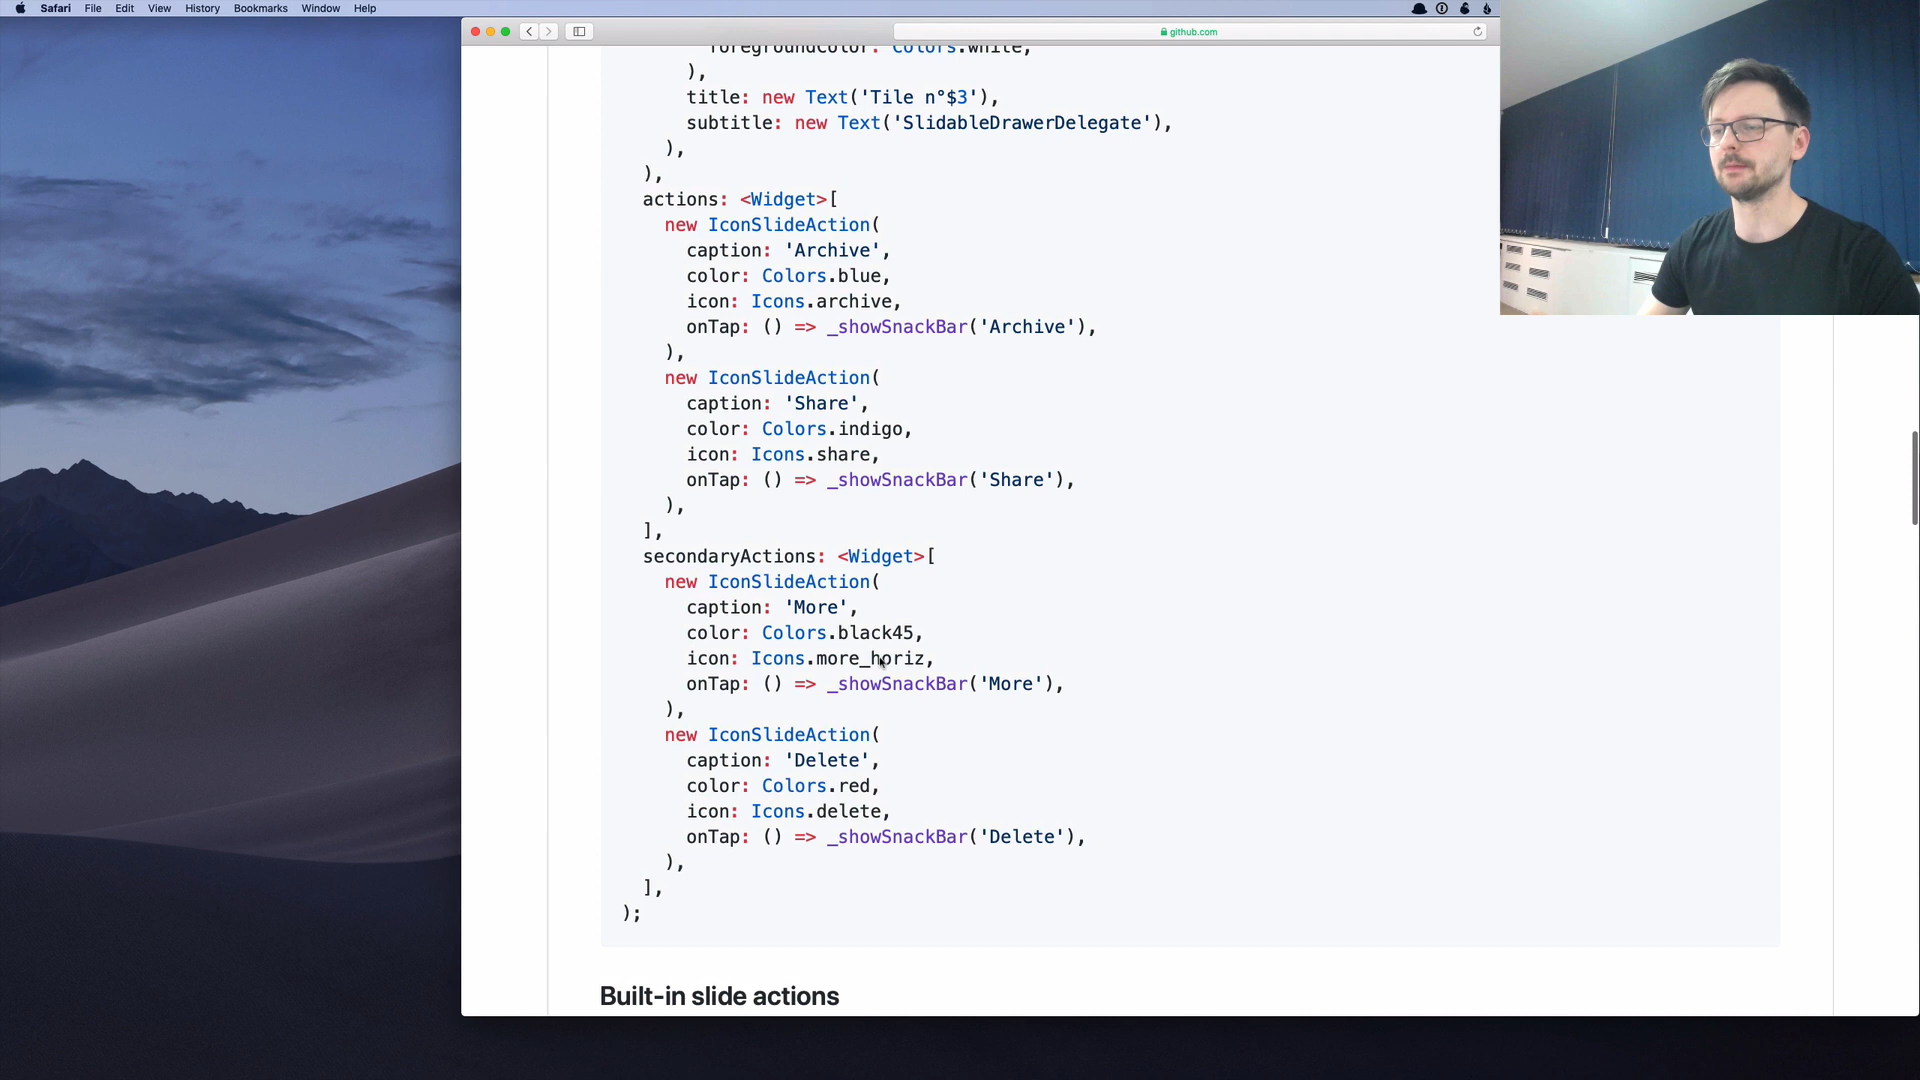 Safari File Edit View History Bookmarks Window Help
github.com
foregroundColor: Colors.white,
),
title: new Text('Tile n°$3'),
subtitle: new Text('SlidableDrawerDelegate'),
),
),
actions: <Widget>[
new IconSlideAction(
caption: 'Archive',
color: Colors.blue,
icon: Icons.archive,
onTap: () => _showSnackBar('Archive'),
),
new IconSlideAction(
caption: 'Share',
color: Colors.indigo,
icon: Icons.share,
onTap: () => _showSnackBar('Share'),
),
],
secondaryActions: <Widget>[
new IconSlideAction(
caption: 'More',
color: Colors.black45,
icon: Icons.more_horiz,
onTap: () => _showSnackBar('More'),
),
new IconSlideAction(
caption: 'Delete',
color: Colors.red,
icon: Icons.delete,
onTap: () => _showSnackBar('Delete'),
),
],
);
Built-in slide actions